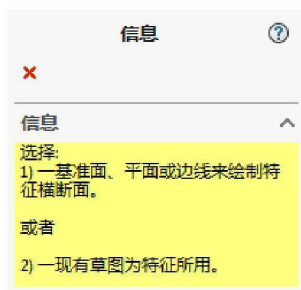 信息
信息
选择:
1) 一基准面、平面或边线来绘制特
征横断面。
或者
2) 一现有草图为特征所用。